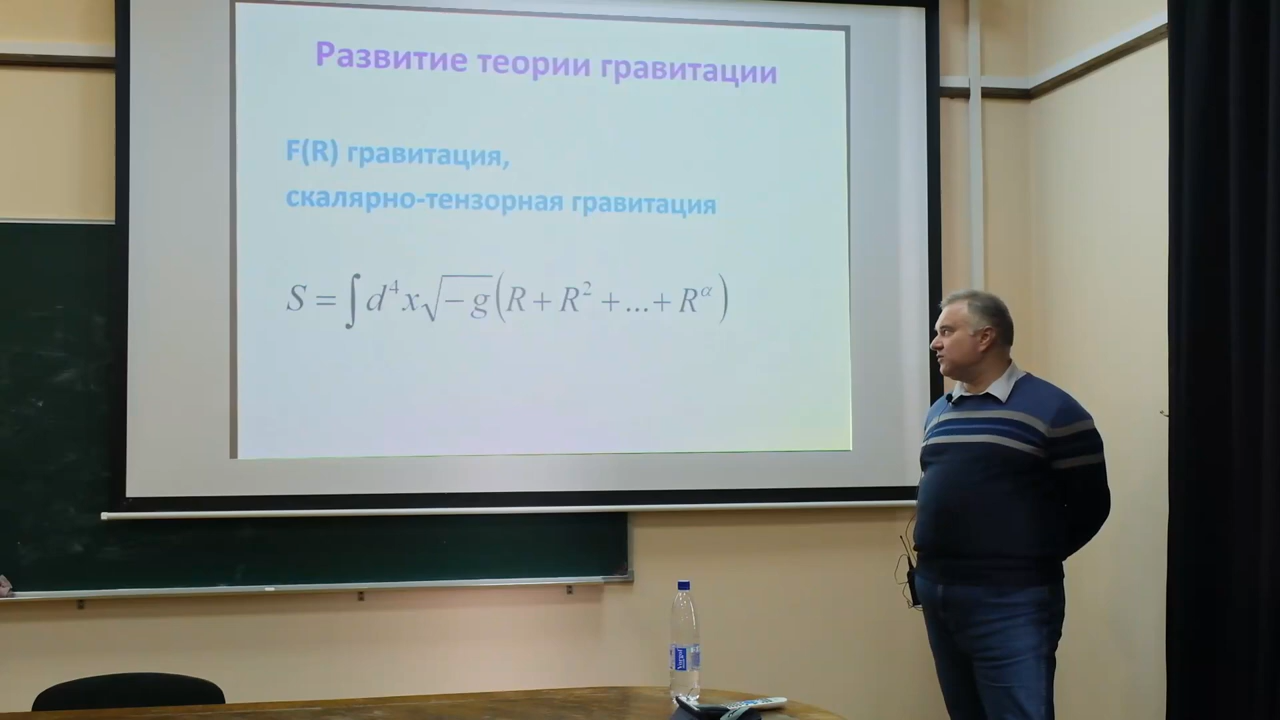 Развитие теории гравитации
F(R) гравитация,
скалярно-тензорная гравитация
S = ∫ d⁴x√−g(R + R² + ... + R^α)